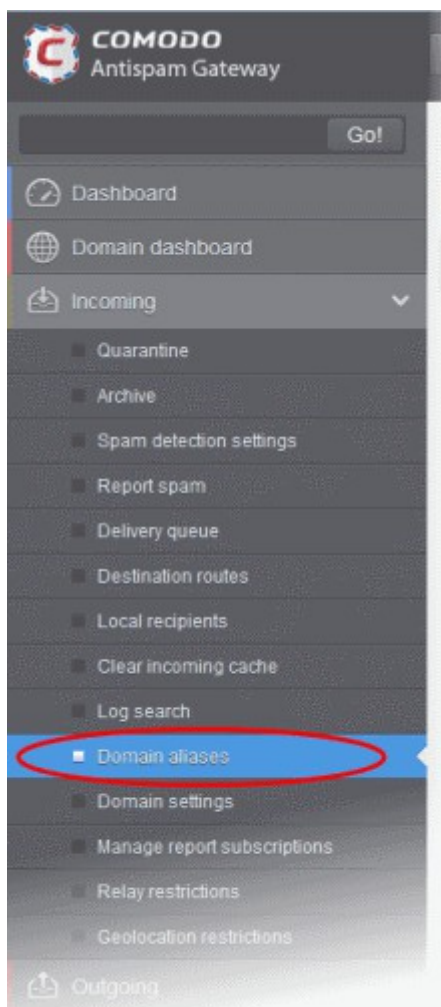 COMODO
Antispam Gateway
Go!
Dashboard
Domain dashboard
Incoming
Quarantine
Archive
Spam detection settings
Report spam
Delivery queue
Destination routes
Local recipients
Clear incoming cache
Log search
Domain aliases
Domain settings
Manage report subscriptions
Relay restrictions
Geolocation restrictions
Outgoing